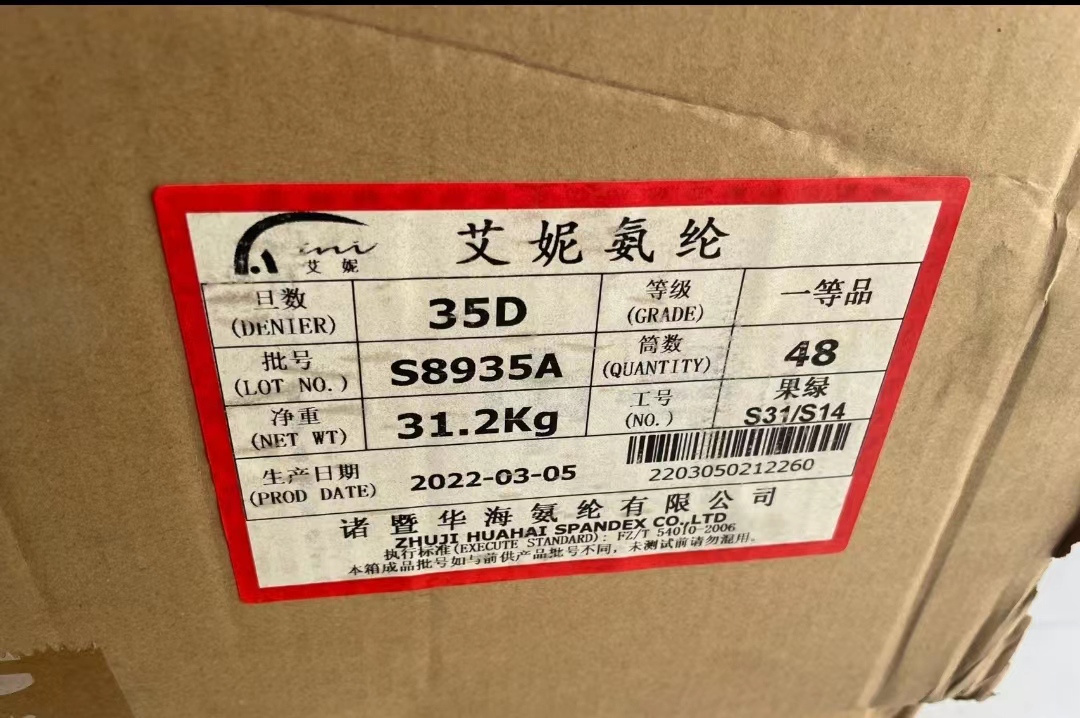 Aini
艾妮
艾妮氨纶
旦数
(DENIER)
35D
等级
(GRADE)
一等品
批号
(LOT NO.)
S8935A
筒数
(QUANTITY)
48
净重
(NET WT)
31.2Kg
工号
(NO.)
果绿
S31/S14
生产日期
(PROD DATE)
2022-03-05
2203050212260
诸暨华海氨纶有限公司
ZHUJI HUAHAI SPANDEX CO.,LTD
执行标准(EXECUTE STANDARD): FZ/T 54010-2006
本箱成品批号如与前供产品批号不同，未测试前请勿混用。